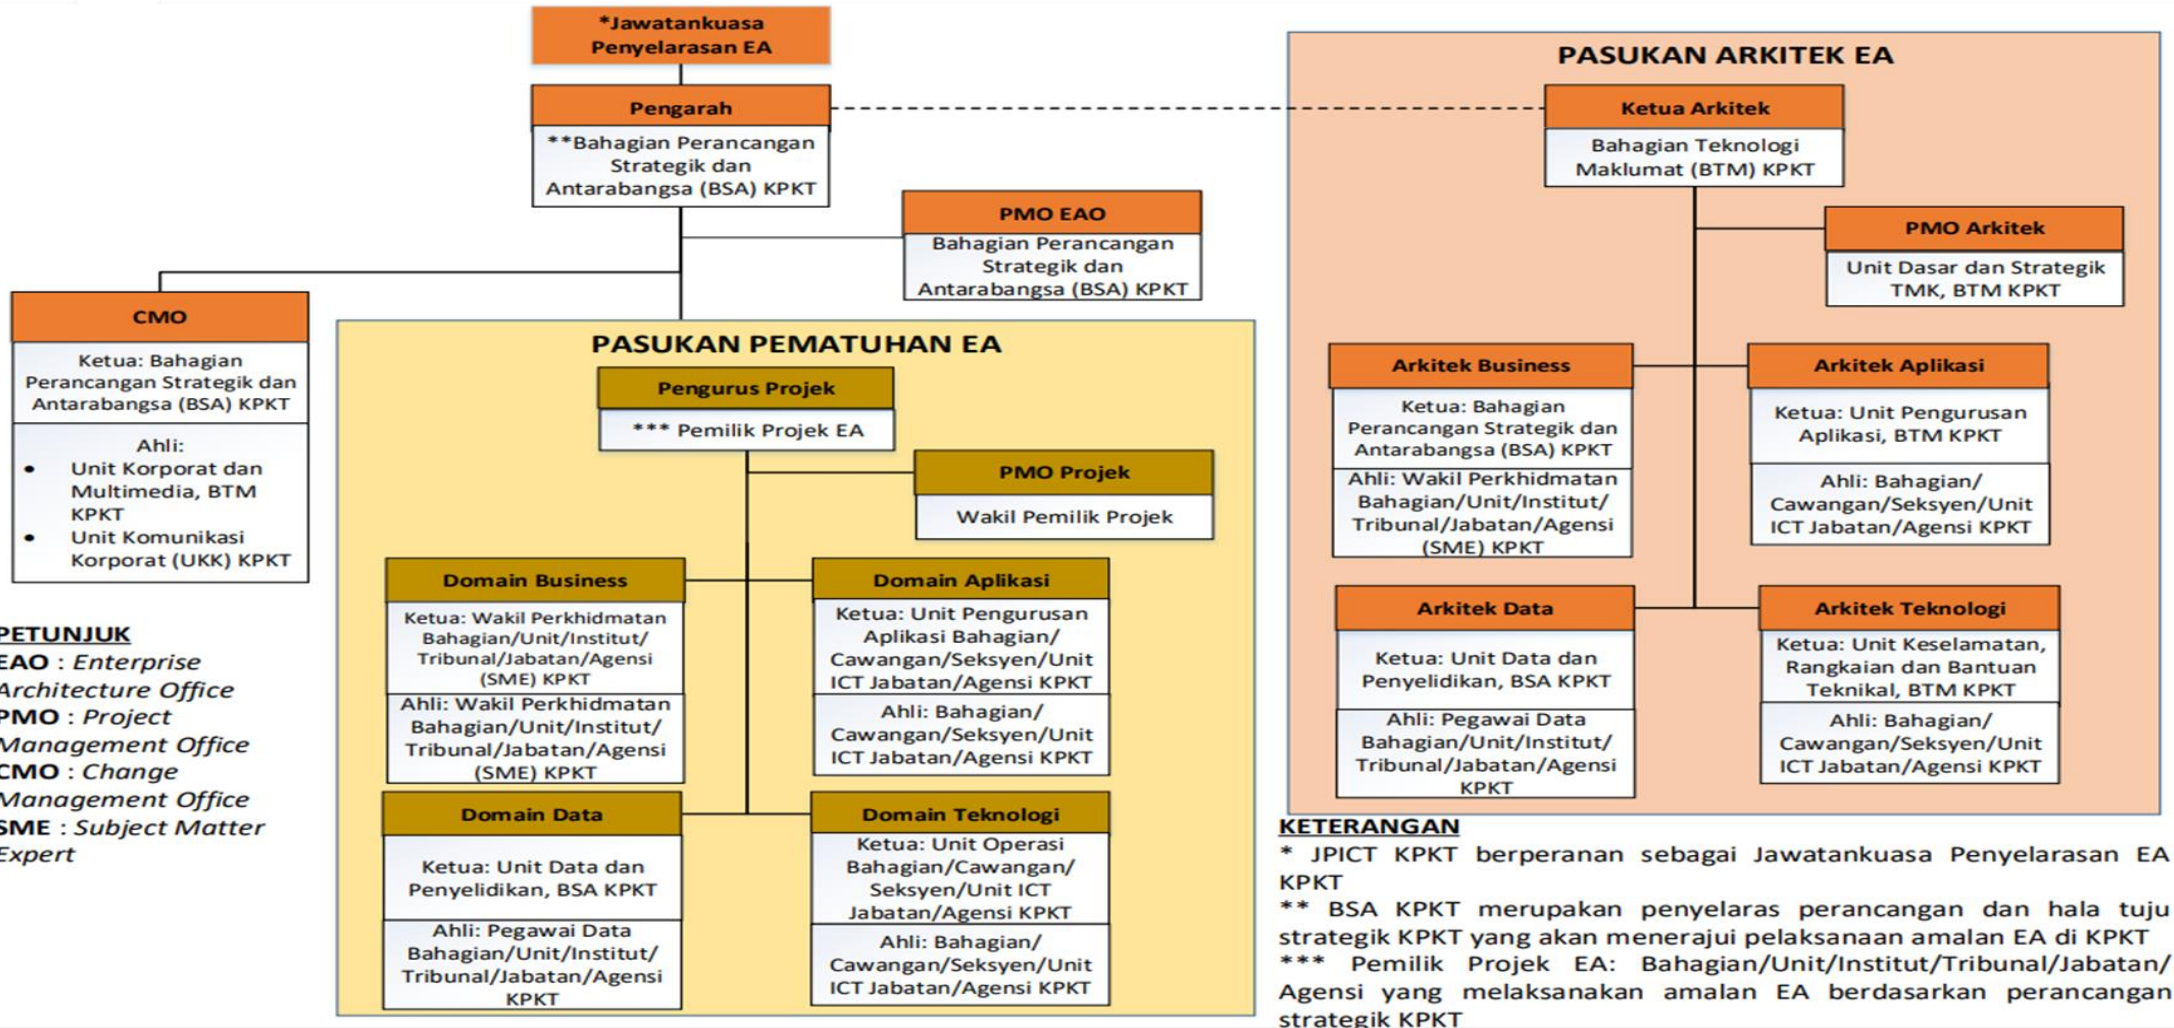 *Jawatankuasa
Penyelarasan EA
Pengarah
**Bahagian Perancangan
Strategik dan
Antarabangsa (BSA) KPKT
PMO EAO
Bahagian Perancangan
Strategik dan
Antarabangsa (BSA) KPKT
CMO
Ketua: Bahagian
Perancangan Strategik dan
Antarabangsa (BSA) KPKT
Ahli:
• Unit Korporat dan
Multimedia, BTM
KPKT
• Unit Komunikasi
Korporat (UKK) KPKT
PETUNJUK
EAO : Enterprise
Architecture Office
PMO : Project
Management Office
CMO : Change
Management Office
SME : Subject Matter
Expert
PASUKAN PEMATUHAN EA
Pengurus Projek
*** Pemilik Projek EA
PMO Projek
Wakil Pemilik Projek
Domain Business
Ketua: Wakil Perkhidmatan
Bahagian/Unit/Institut/
Tribunal/Jabatan/Agensi
(SME) KPKT
Ahli: Wakil Perkhidmatan
Bahagian/Unit/Institut/
Tribunal/Jabatan/Agensi
(SME) KPKT
Domain Aplikasi
Ketua: Unit Pengurusan
Aplikasi Bahagian/
Cawangan/Seksyen/Unit
ICT Jabatan/Agensi KPKT
Ahli: Bahagian/
Cawangan/Seksyen/Unit
ICT Jabatan/Agensi KPKT
Domain Data
Ketua: Unit Data dan
Penyelidikan, BSA KPKT
Ahli: Pegawai Data
Bahagian/Unit/Institut/
Tribunal/Jabatan/Agensi
KPKT
Domain Teknologi
Ketua: Unit Operasi
Bahagian/Cawangan/
Seksyen/Unit ICT
Jabatan/Agensi KPKT
Ahli: Bahagian/
Cawangan/Seksyen/Unit
ICT Jabatan/Agensi KPKT
PASUKAN ARKITEK EA
Ketua Arkitek
Bahagian Teknologi
Maklumat (BTM) KPKT
PMO Arkitek
Unit Dasar dan Strategik
TMK, BTM KPKT
Arkitek Business
Ketua: Bahagian
Perancangan Strategik dan
Antarabangsa (BSA) KPKT
Ahli: Wakil Perkhidmatan
Bahagian/Unit/Institut/
Tribunal/Jabatan/Agensi
(SME) KPKT
Arkitek Aplikasi
Ketua: Unit Pengurusan
Aplikasi, BTM KPKT
Ahli: Bahagian/
Cawangan/Seksyen/Unit
ICT Jabatan/Agensi KPKT
Arkitek Data
Ketua: Unit Data dan
Penyelidikan, BSA KPKT
Ahli: Pegawai Data
Bahagian/Unit/Institut/
Tribunal/Jabatan/Agensi
KPKT
Arkitek Teknologi
Ketua: Unit Keselamatan,
Rangkaian dan Bantuan
Teknikal, BTM KPKT
Ahli: Bahagian/
Cawangan/Seksyen/Unit
ICT Jabatan/Agensi KPKT
KETERANGAN
* JPICT KPKT berperanan sebagai Jawatankuasa Penyelarasan EA
KPKT
** BSA KPKT merupakan penyelaras perancangan dan hala tuju
strategik KPKT yang akan menerajui pelaksanaan amalan EA di KPKT
*** Pemilik Projek EA: Bahagian/Unit/Institut/Tribunal/Jabatan/
Agensi yang melaksanakan amalan EA berdasarkan perancangan
strategik KPKT